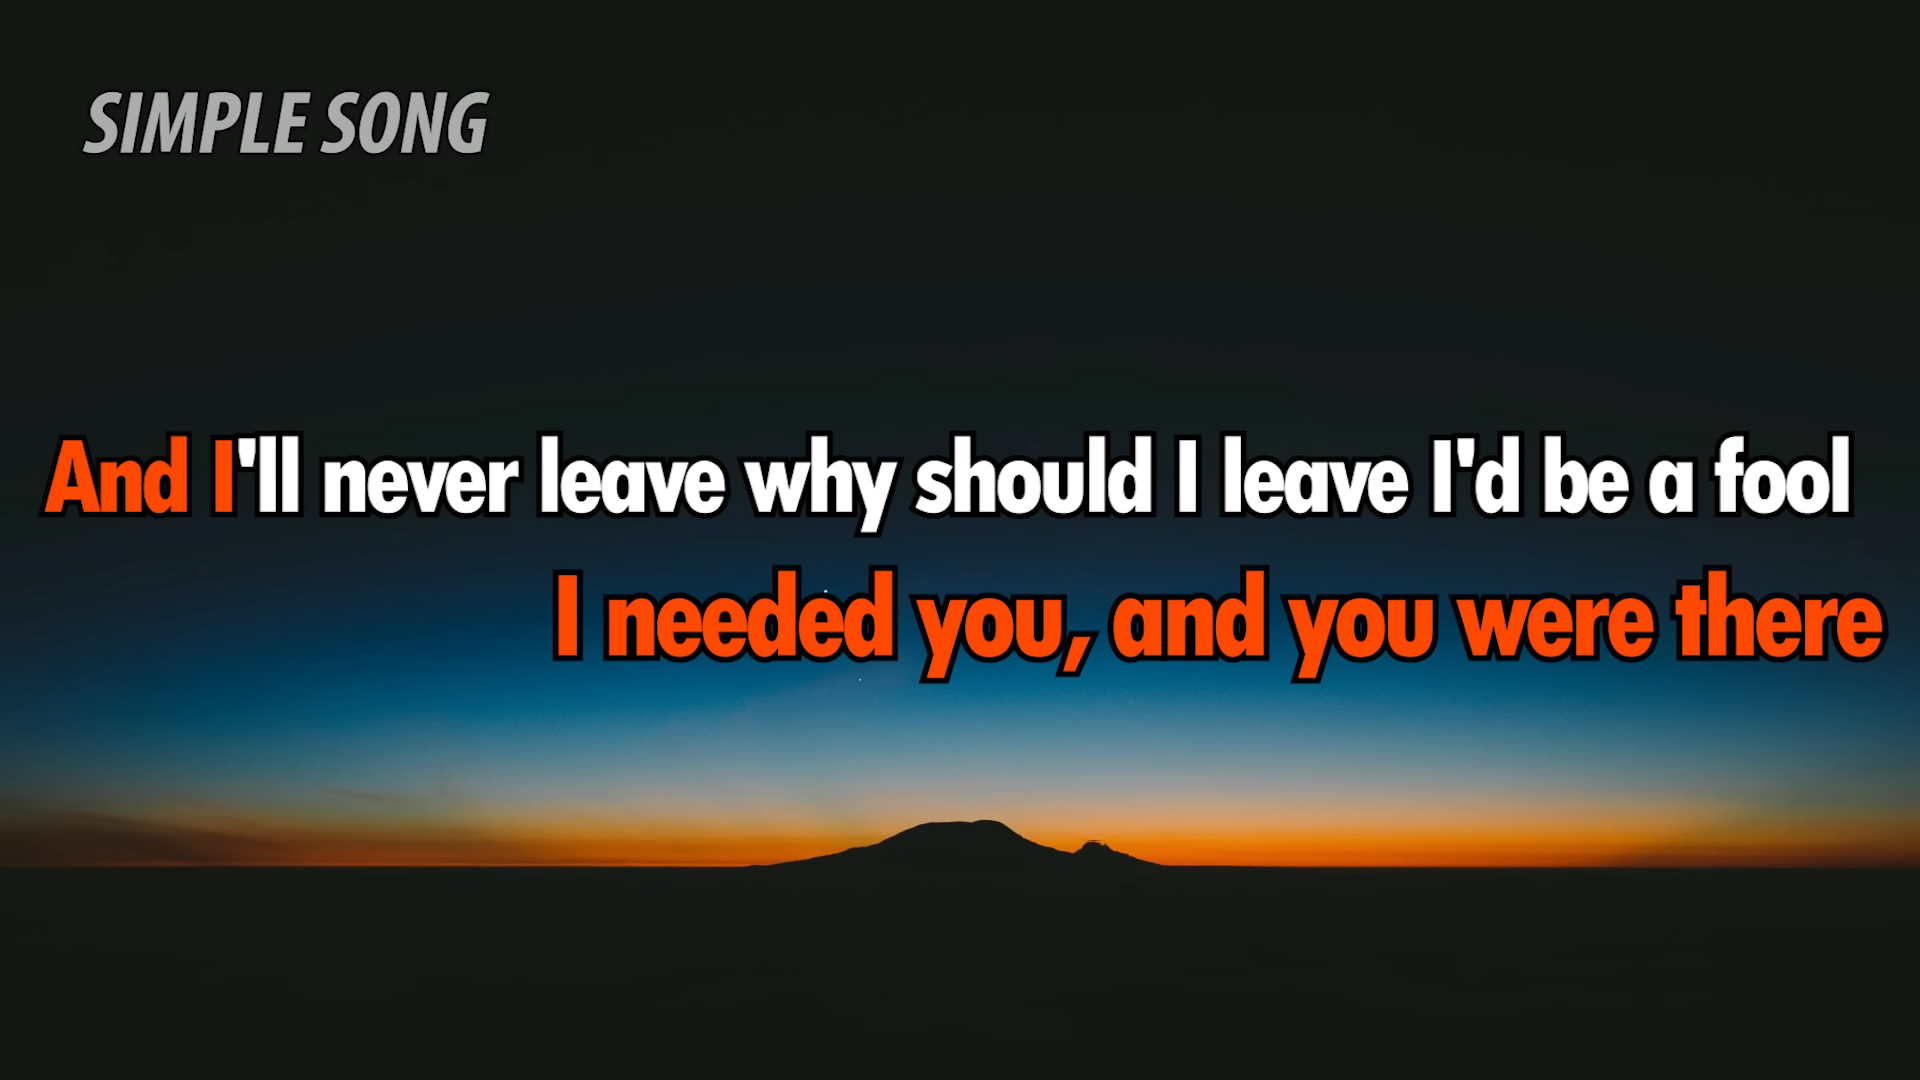 SIMPLE SONG
And I'll never leave why should I leave I'd be a fool
I needed you, and you were there